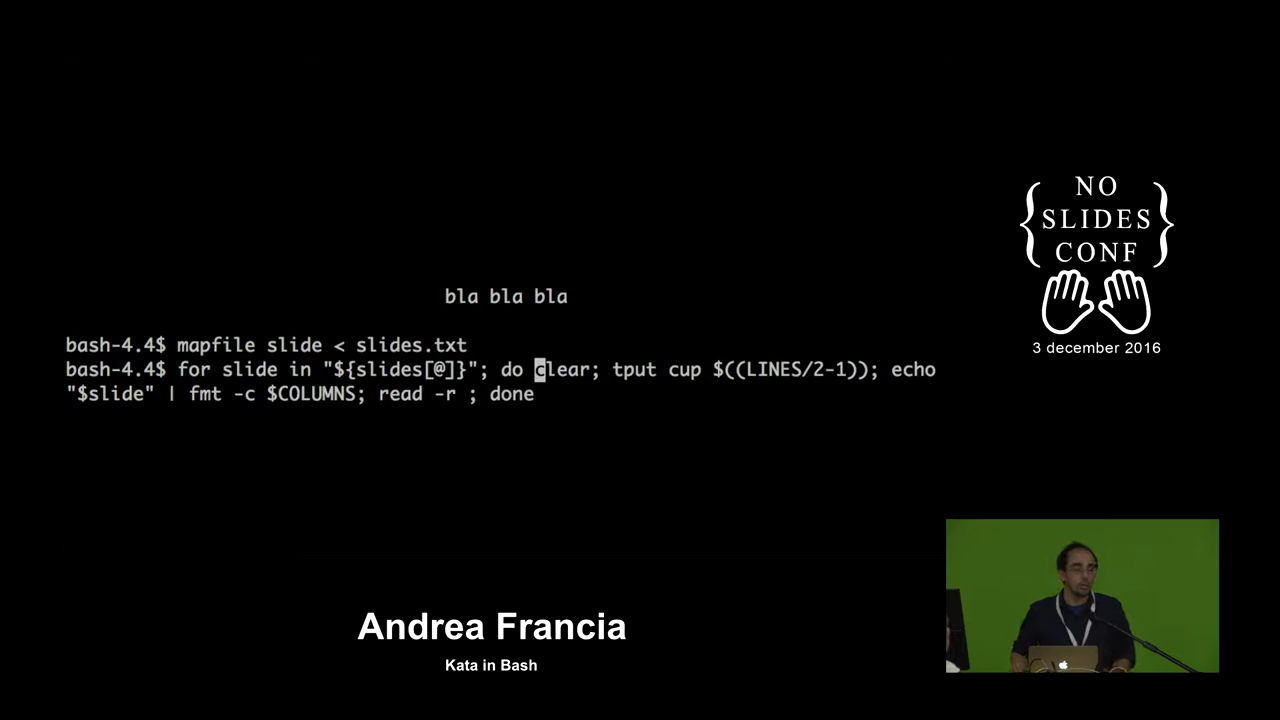 bla bla bla
bash-4.4$ mapfile slide < slides.txt
bash-4.4$ for slide in "${slides[@]}"; do clear; tput cup $((LINES/2-1)); echo
"$slide" | fmt -c $COLUMNS; read -r ; done
NO
SLIDES
CONF
3 december 2016
Andrea Francia
Kata in Bash